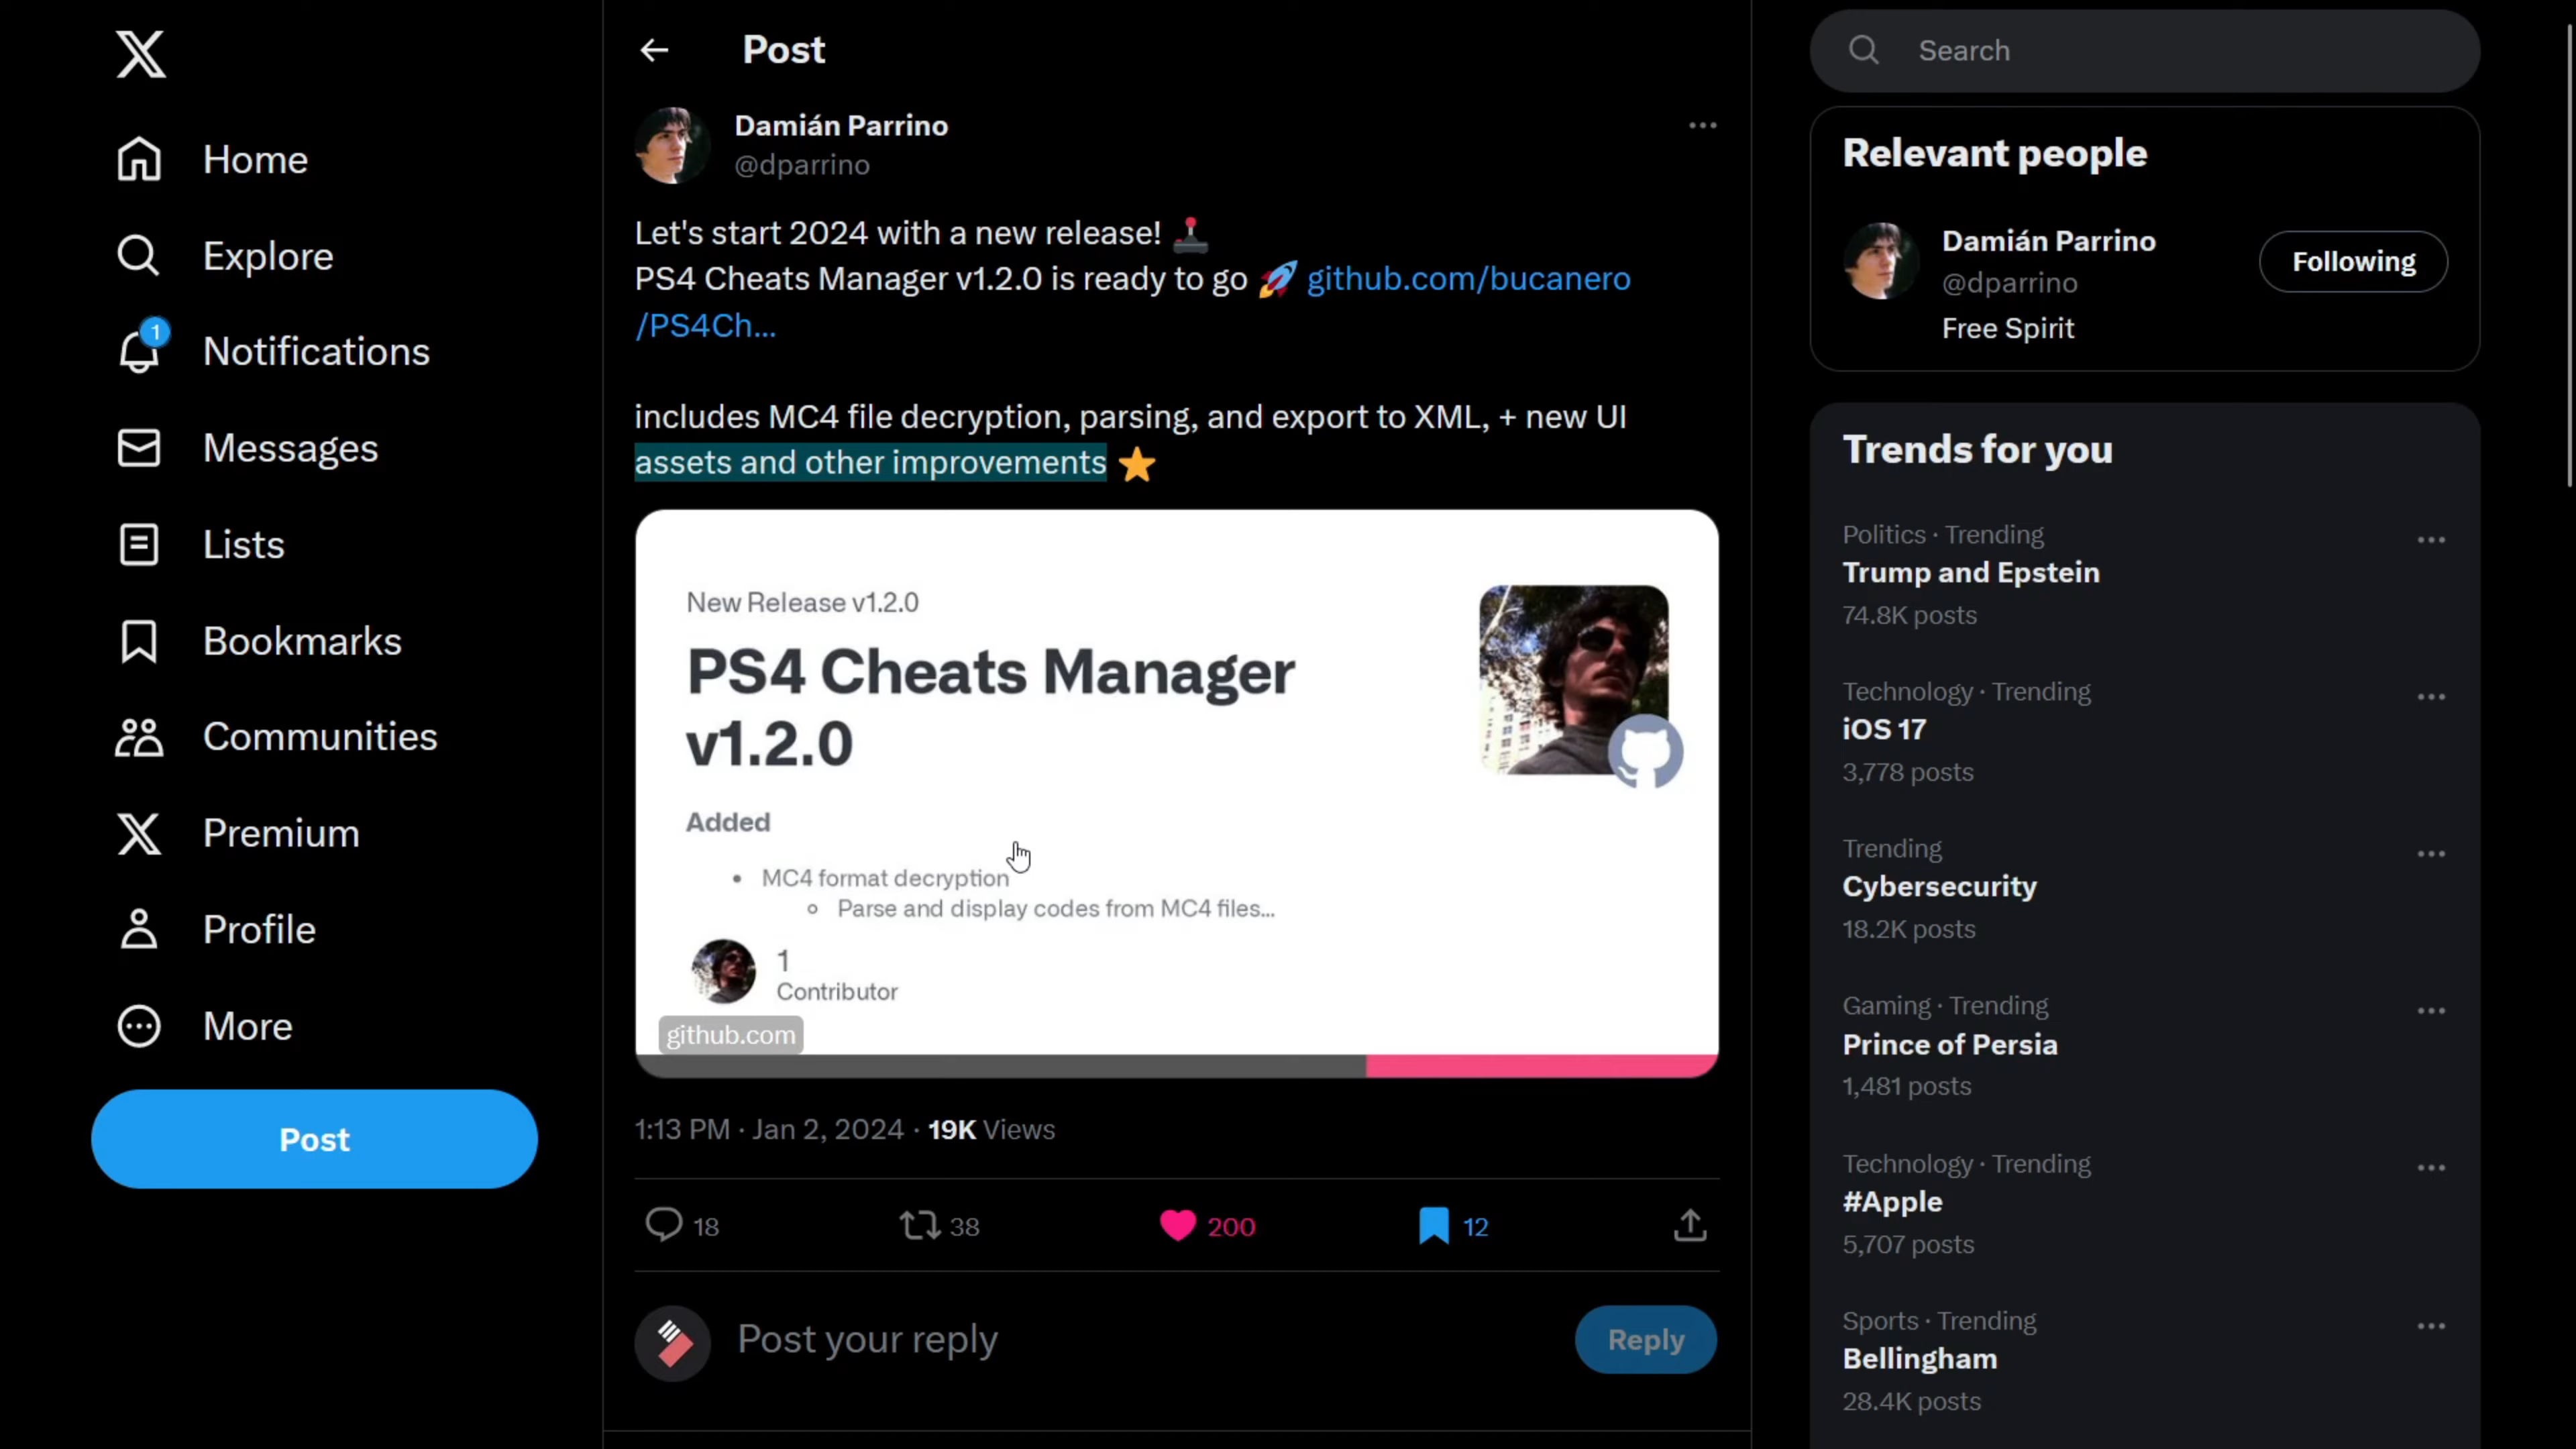 Home
Explore
1
Notifications
Messages
Lists
Bookmarks
Communities
Premium
Profile
More
Post
Post
Damián Parrino
@dparrino
Let's start 2024 with a new release!
PS4 Cheats Manager v1.2.0 is ready to go github.com/bucanero
/PS4Ch...
includes MC4 file decryption, parsing, and export to XML, + new UI
assets and other improvements
New Release v1.2.0
PS4 Cheats Manager
v1.2.0
Added
• MC4 format decryption
○ Parse and display codes from MC4 files...
1
Contributor
github.com
1:13 PM · Jan 2, 2024 · 19K Views
18
38
200
12
Post your reply
Reply
Search
Relevant people
Damián Parrino
@dparrino
Following
Free Spirit
Trends for you
Politics · Trending
Trump and Epstein
74.8K posts
Technology · Trending
iOS 17
3,778 posts
Trending
Cybersecurity
18.2K posts
Gaming · Trending
Prince of Persia
1,481 posts
Technology · Trending
#Apple
5,707 posts
Sports · Trending
Bellingham
28.4K posts